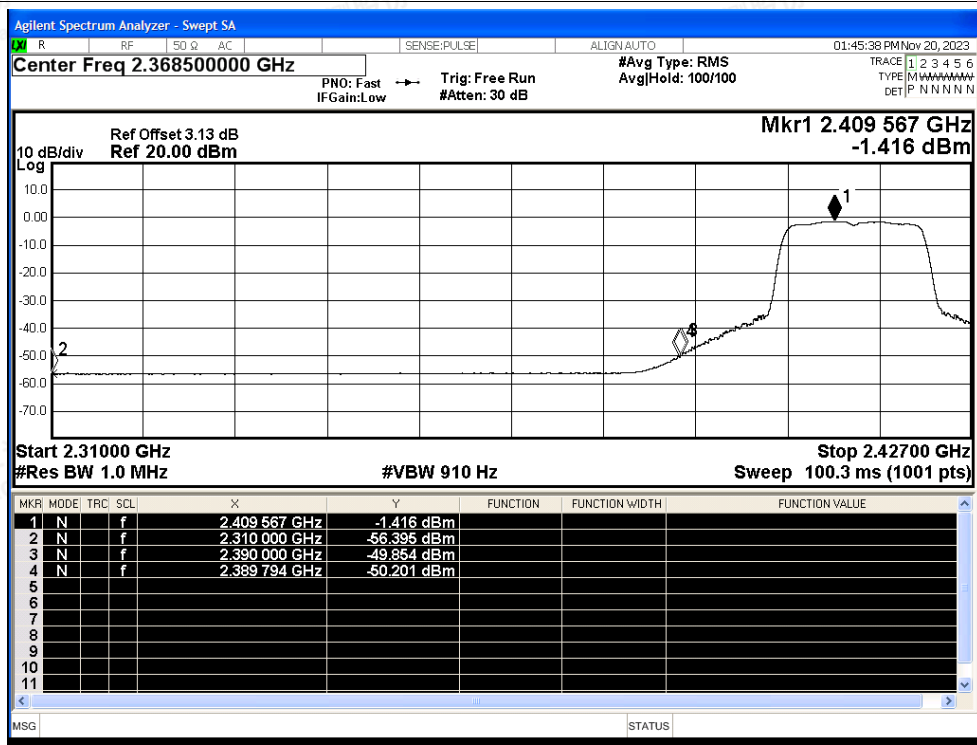 Agilent Spectrum Analyzer - Swept SA
LXI R RF 50 Ω AC SENSE:PULSE ALIGN AUTO 01:45:38 PM Nov 20, 2023
Center Freq 2.368500000 GHz
PNO: Fast
IFGain:Low
Trig: Free Run
#Atten: 30 dB
#Avg Type: RMS
Avg|Hold: 100/100
TRACE 1 2 3 4 5 6
TYPE M
DET P N N N N N
Mkr1 2.409 567 GHz
-1.416 dBm
Ref Offset 3.13 dB
10 dB/div Ref 20.00 dBm
Log
10.0
0.00
-10.0
-20.0
-30.0
-40.0
-50.0
-60.0
-70.0
1
2
Start 2.31000 GHz Stop 2.42700 GHz
#Res BW 1.0 MHz #VBW 910 Hz Sweep 100.3 ms (1001 pts)
MKR MODE TRC SCL X Y FUNCTION FUNCTION WIDTH FUNCTION VALUE
1 N f 2.409 567 GHz -1.416 dBm
2 N f 2.310 000 GHz -56.395 dBm
3 N f 2.390 000 GHz -49.854 dBm
4 N f 2.389 794 GHz -50.201 dBm
5
6
7
8
9
10
11
MSG STATUS